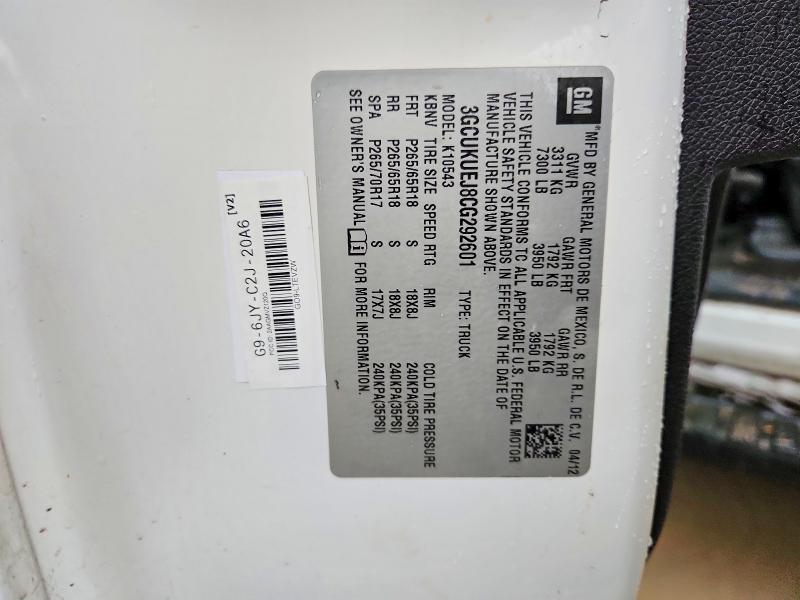 GM
®MFD BY GENERAL MOTORS DE MEXICO, S. DE R.L. DE C.V. 04/12
GVWR GAWR FRT GAWR RR
3311 KG 1792 KG 1792 KG
7300 LB 3950 LB 3950 LB
THIS VEHICLE CONFORMS TO ALL APPLICABLE U.S. FEDERAL MOTOR
VEHICLE SAFETY STANDARDS IN EFFECT ON THE DATE OF
MANUFACTURE SHOWN ABOVE.
3GCUKUEJ8CG292601 TYPE: TRUCK
MODEL: K10543
KBNV TIRE SIZE SPEED RTG RIM COLD TIRE PRESSURE
FRT P265/65R18 S 18X8J 240KPA(35PSI)
RR P265/65R18 S 18X8J 240KPA(35PSI)
SPA P265/70R17 S 17X7J 240KPA(35PSI)
SEE OWNER'S MANUAL FOR MORE INFORMATION.
G9-6JY-C2J-20A6
[V2]